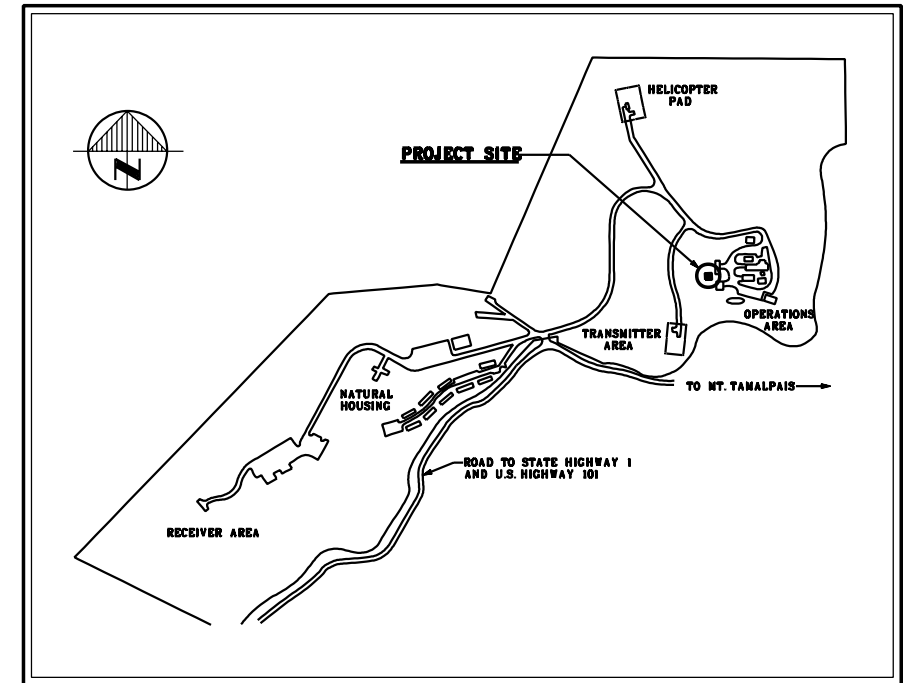 HELICOPTER
PAD
N
PROJECT SITE
OPERATIONS
AREA
TRANSMITTER
AREA
TO MT. TAMALPAIS
NATURAL
HOUSING
ROAD TO STATE HIGHWAY 1
AND U.S. HIGHWAY 101
RECEIVER AREA